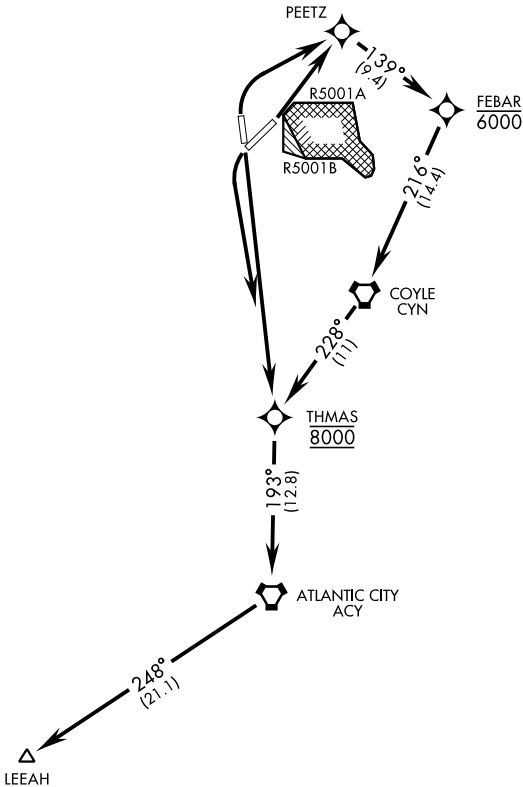 PEETZ
139°
(9.4)
R5001A
FEBAR
6000
R5001B
216°
(14.4)
COYLE
CYN
228°
(11)
THMAS
8000
193°
(12.8)
ATLANTIC CITY
ACY
248°
(21.1)
LEEAH